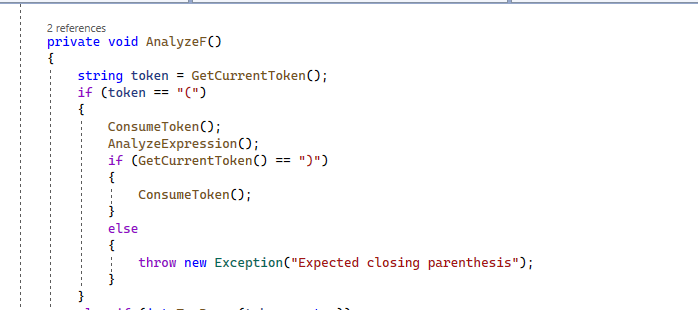 2 references
private void AnalyzeF()
{
string token = GetCurrentToken();
if (token == "(")
{
ConsumeToken();
AnalyzeExpression();
if (GetCurrentToken() == ")")
{
ConsumeToken();
}
else
{
throw new Exception("Expected closing parenthesis");
}
}